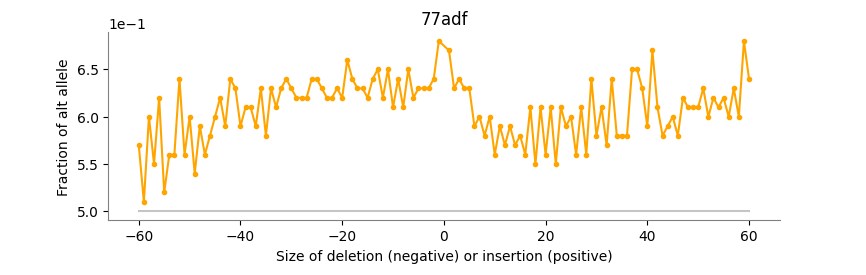 77adf
1e−1
6.5
6.0
5.5
5.0
Fraction of alt allele
−60 −40 −20 0 20 40 60
Size of deletion (negative) or insertion (positive)